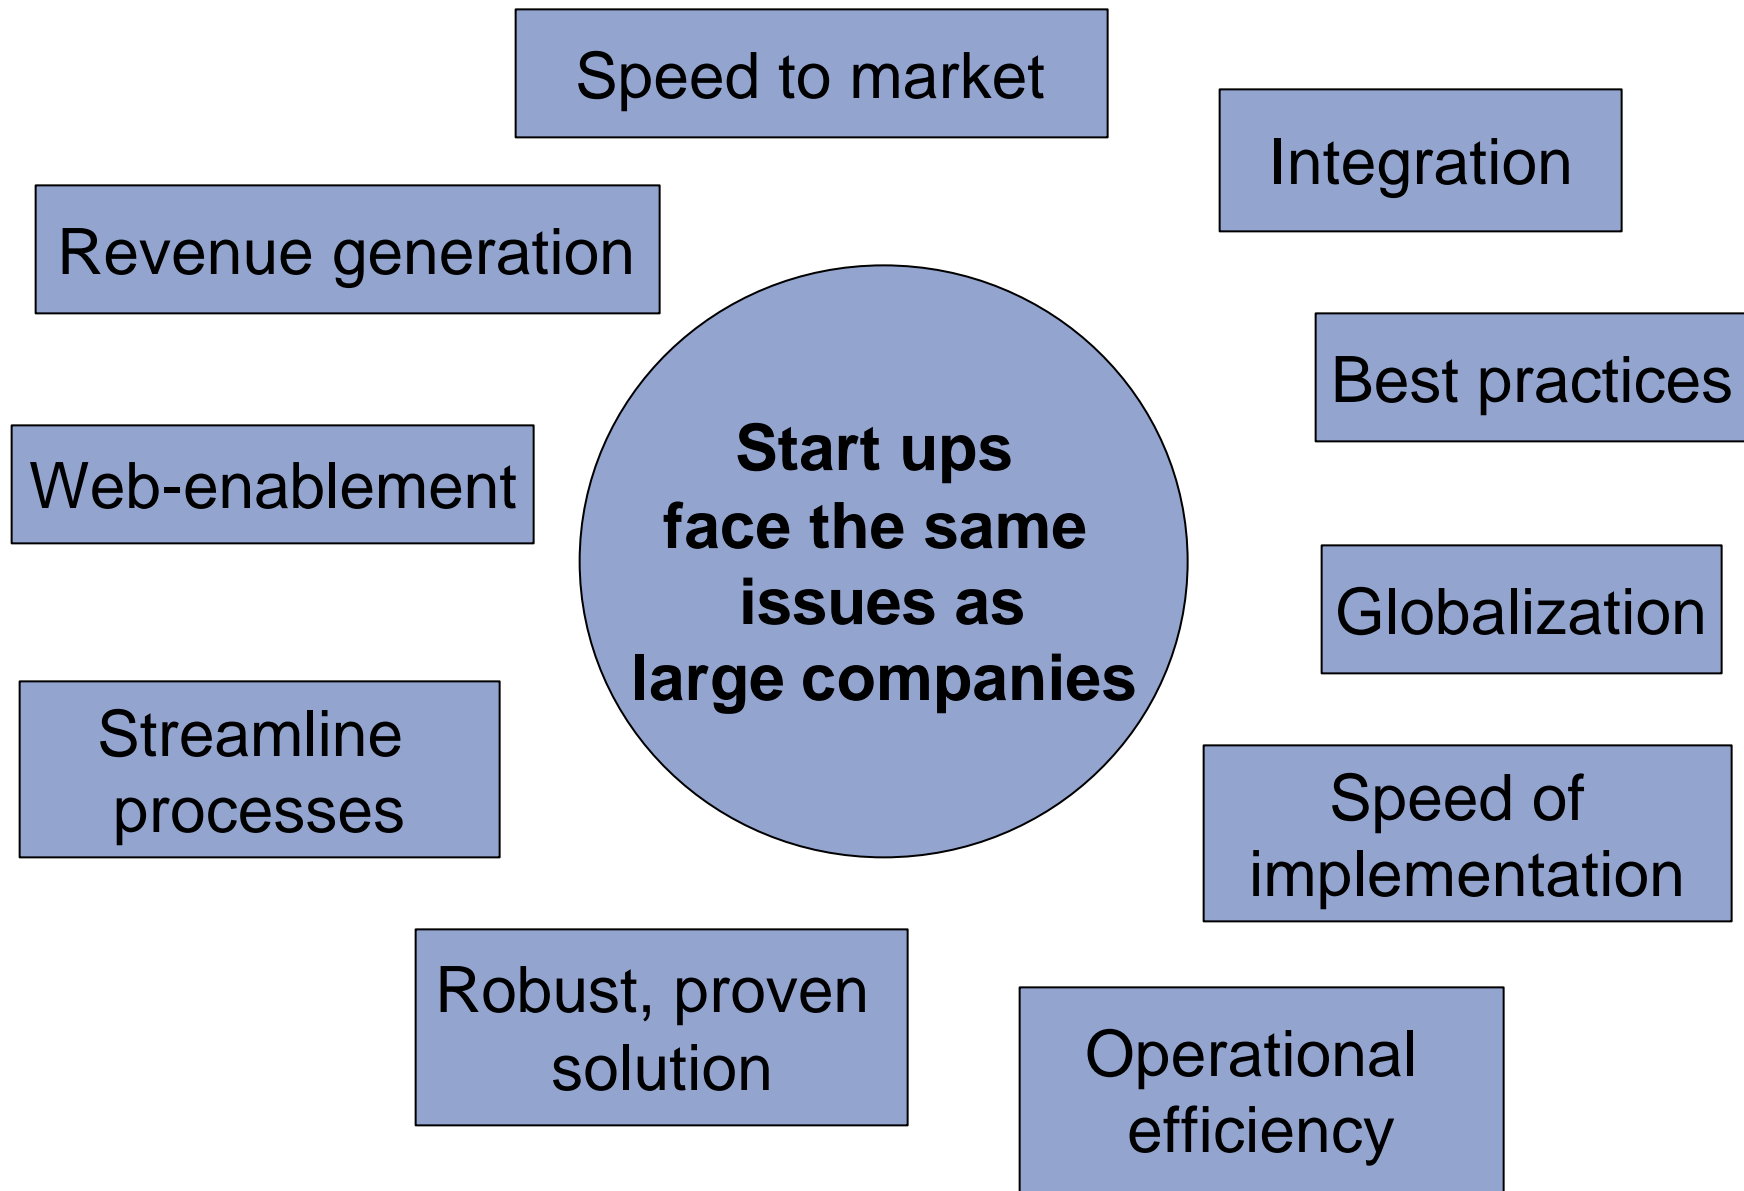 Speed to market
Integration
Revenue generation
Best practices
Web-enablement
Start ups
face the same
issues as
large companies
Globalization
Streamline
processes
Speed of
implementation
Robust, proven
solution
Operational
efficiency